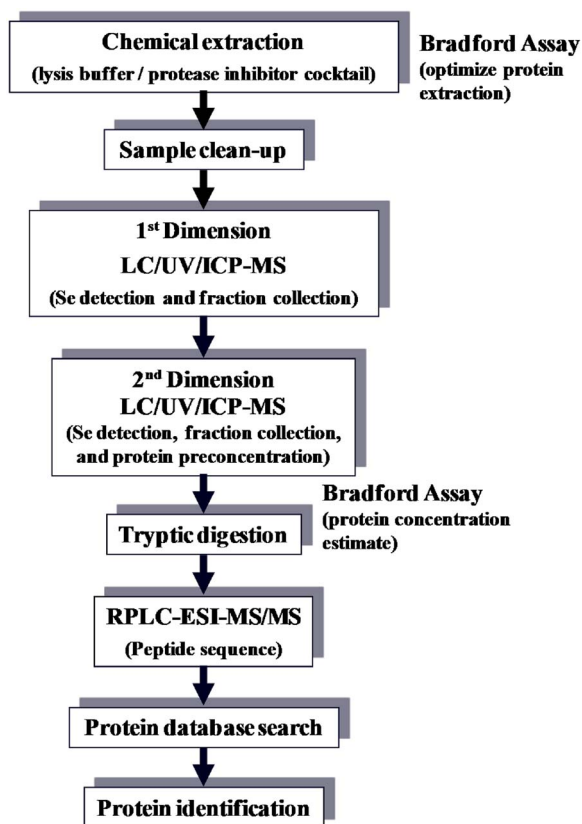 Chemical extraction
(lysis buffer / protease inhibitor cocktail)
Bradford Assay
(optimize protein
extraction)
Sample clean-up
1st Dimension
LC/UV/ICP-MS
(Se detection and fraction collection)
2nd Dimension
LC/UV/ICP-MS
(Se detection, fraction collection,
and protein preconcentration)
Bradford Assay
(protein concentration
estimate)
Tryptic digestion
RPLC-ESI-MS/MS
(Peptide sequence)
Protein database search
Protein identification